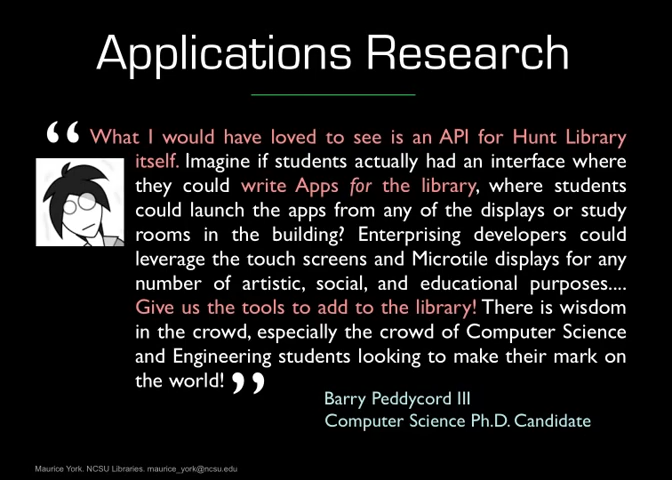 Applications Research
“ What I would have loved to see is an API for Hunt Library
itself. Imagine if students actually had an interface where
they could write Apps for the library, where students
could launch the apps from any of the displays or study
rooms in the building? Enterprising developers could
leverage the touch screens and Microtile displays for any
number of artistic, social, and educational purposes....
Give us the tools to add to the library! There is wisdom
in the crowd, especially the crowd of Computer Science
and Engineering students looking to make their mark on
the world! ”
Barry Peddycord III
Computer Science Ph.D. Candidate
Maurice York. NCSU Libraries. maurice_york@ncsu.edu